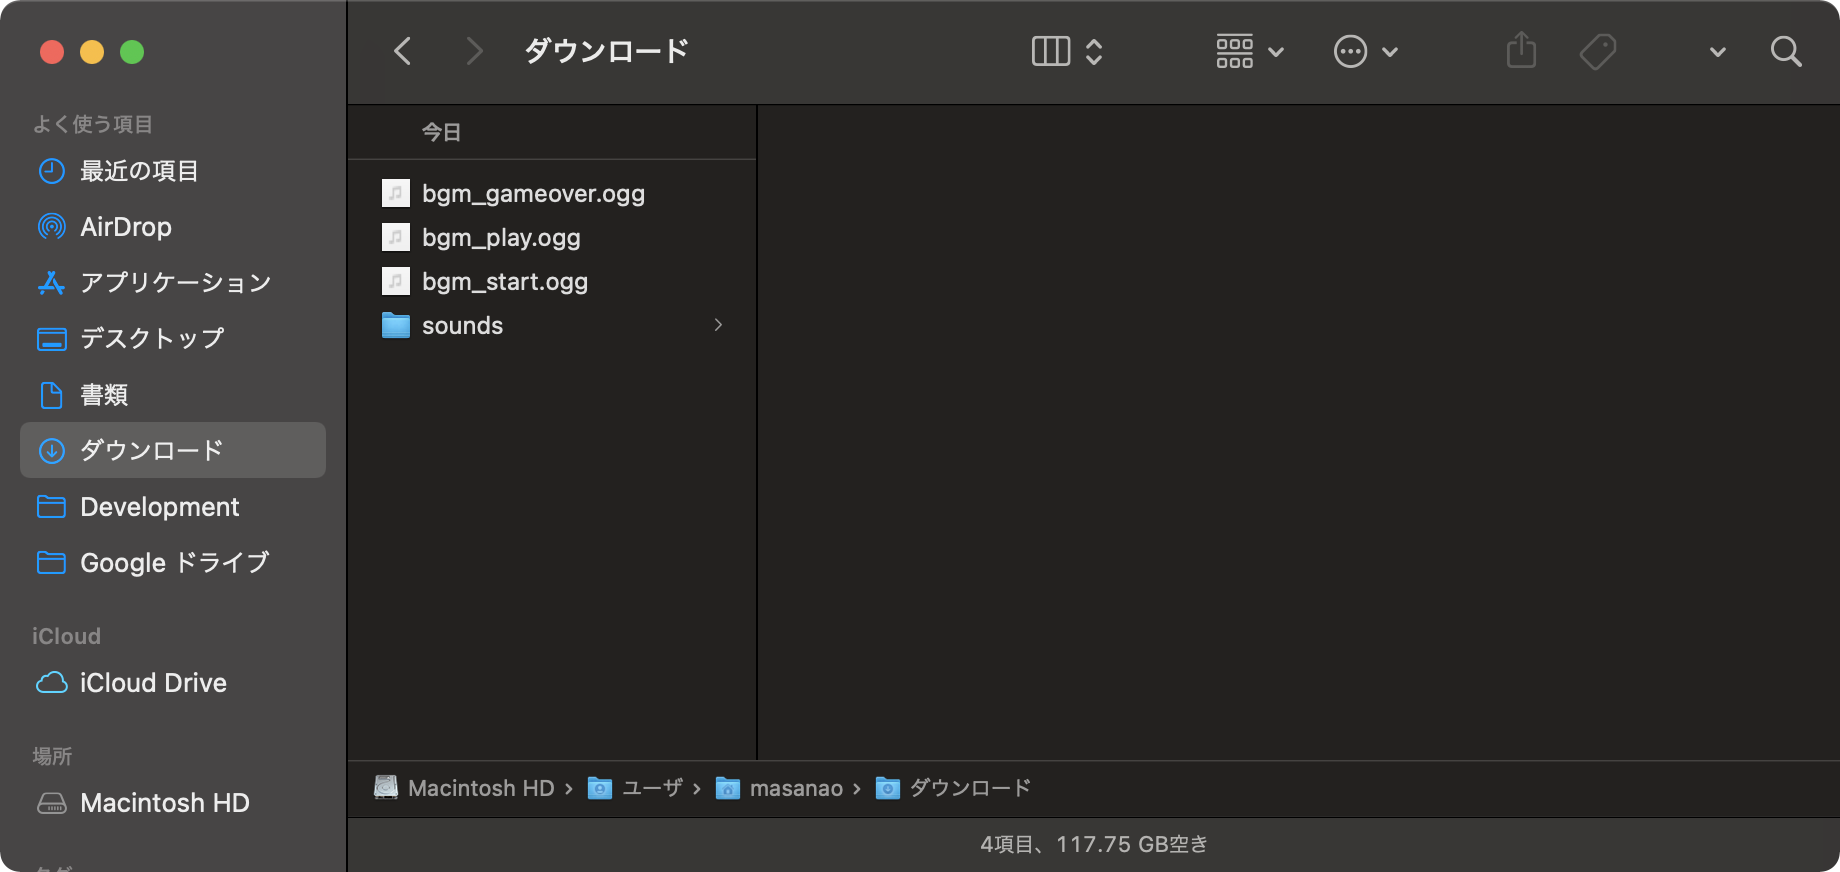 ダウンロード
よく使う項目
最近の項目
AirDrop
アプリケーション
デスクトップ
書類
ダウンロード
Development
Google ドライブ
iCloud
iCloud Drive
場所
Macintosh HD
タグ
今日
bgm_gameover.ogg
bgm_play.ogg
bgm_start.ogg
sounds
Macintosh HD › ユーザ › masanao › ダウンロード
4項目、117.75 GB空き